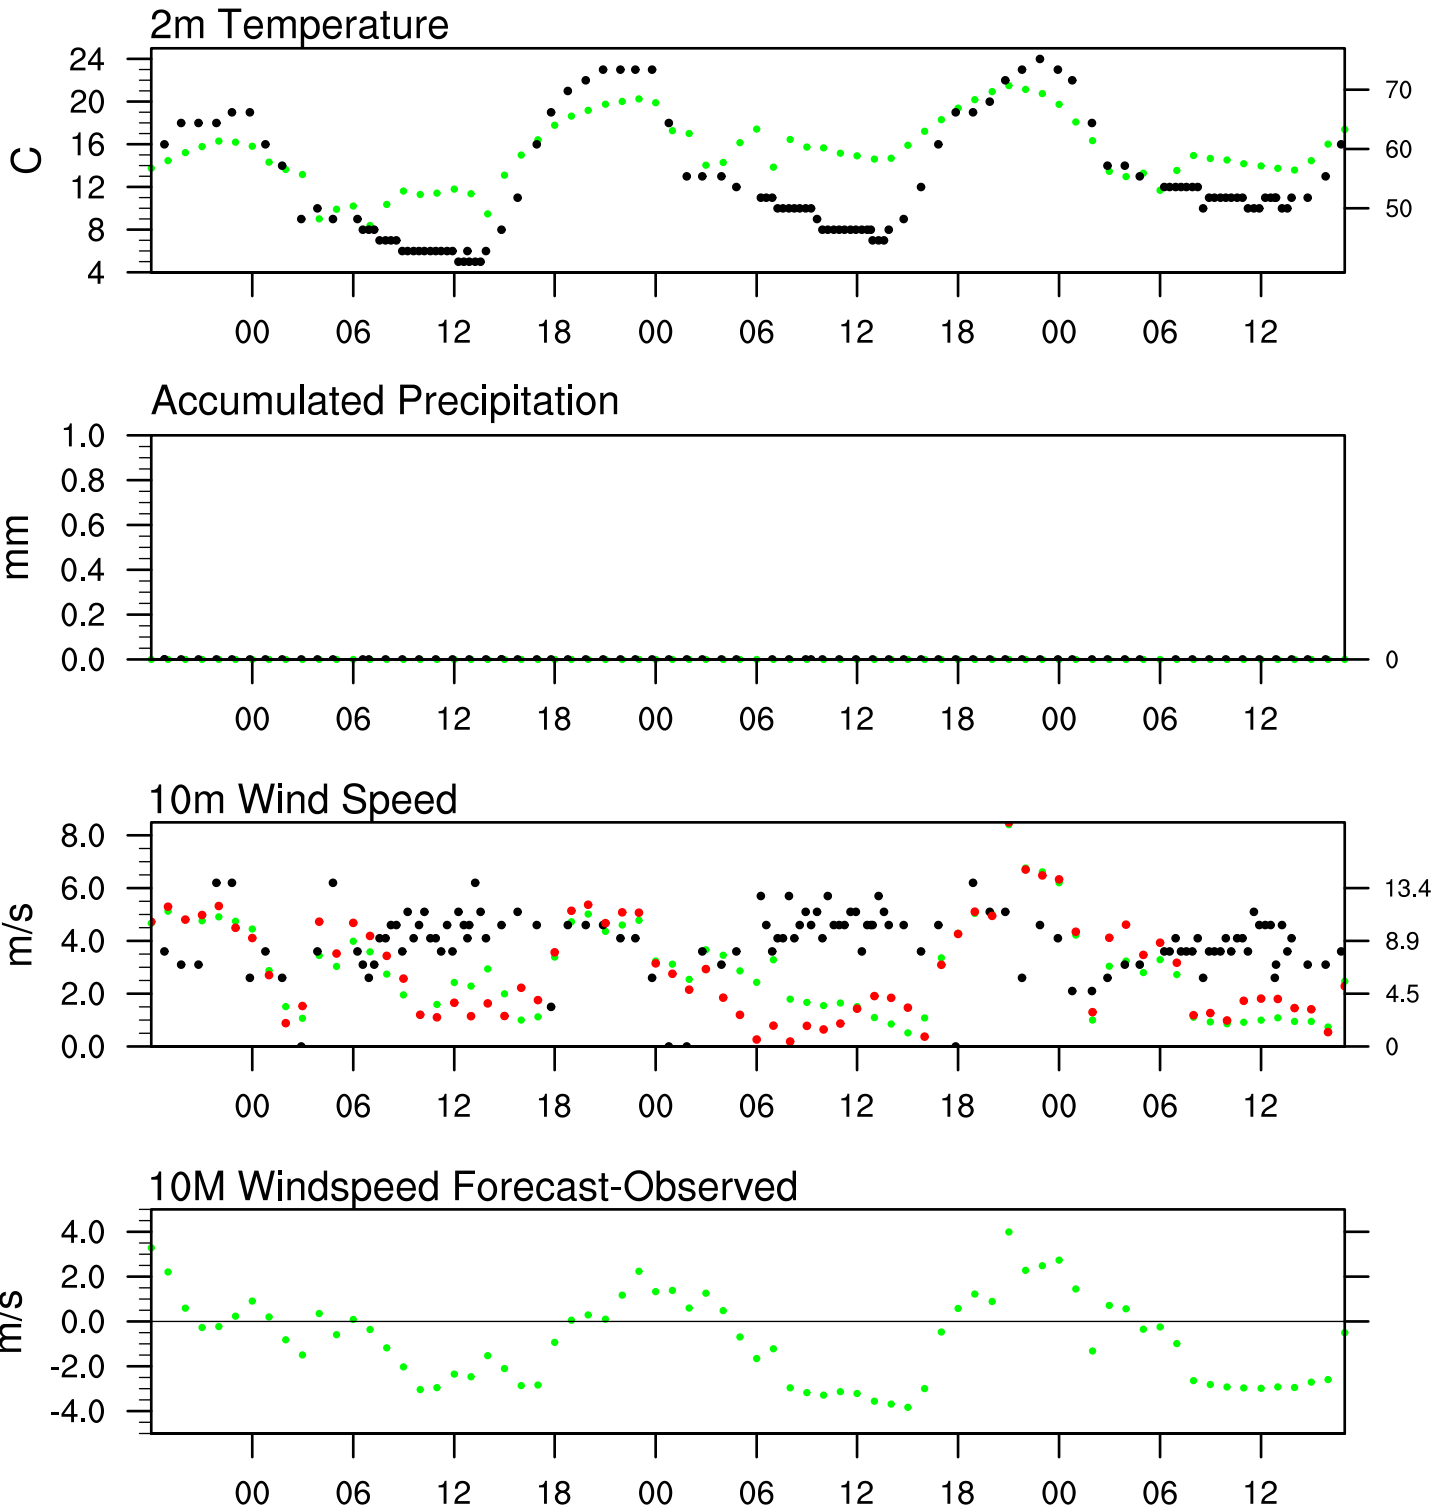 2m Temperature
24
20
16
12
8
4
C
70
60
50
00 06 12 18 00 06 12 18 00 06 12
Accumulated Precipitation
1.0
0.8
0.6
0.4
0.2
0.0
mm
0
00 06 12 18 00 06 12 18 00 06 12
10m Wind Speed
8.0
6.0
4.0
2.0
0.0
m/s
13.4
8.9
4.5
0
00 06 12 18 00 06 12 18 00 06 12
10M Windspeed Forecast-Observed
4.0
2.0
0.0
-2.0
-4.0
m/s
00 06 12 18 00 06 12 18 00 06 12